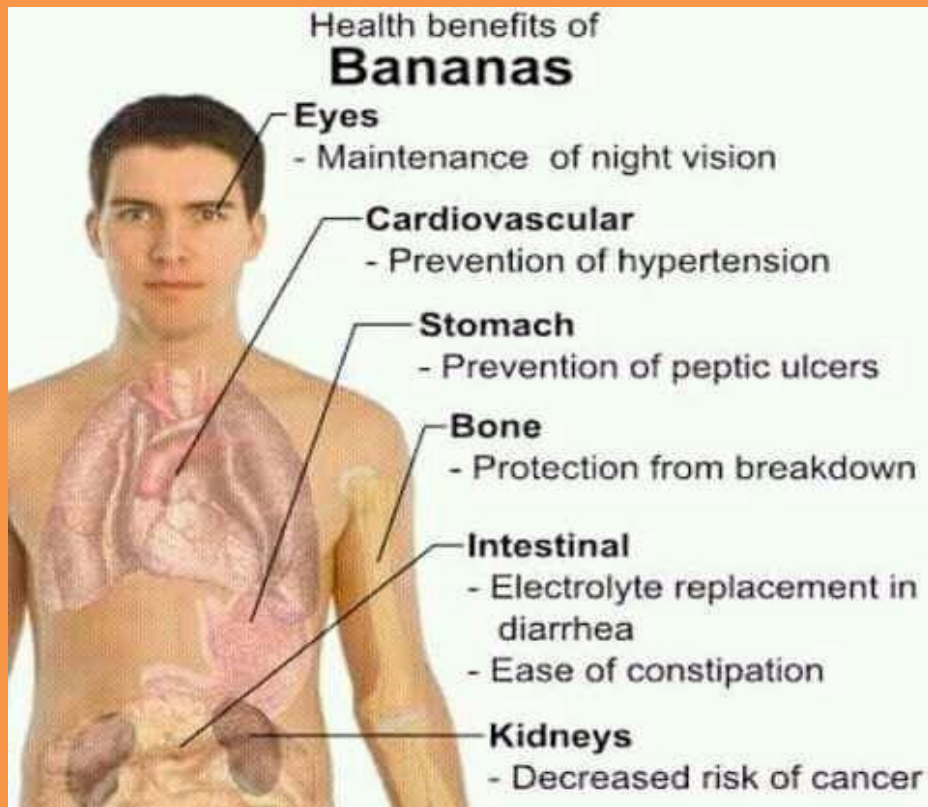 Health benefits of
Bananas
Eyes
- Maintenance of night vision
Cardiovascular
- Prevention of hypertension
Stomach
- Prevention of peptic ulcers
Bone
- Protection from breakdown
Intestinal
- Electrolyte replacement in
diarrhea
- Ease of constipation
Kidneys
- Decreased risk of cancer